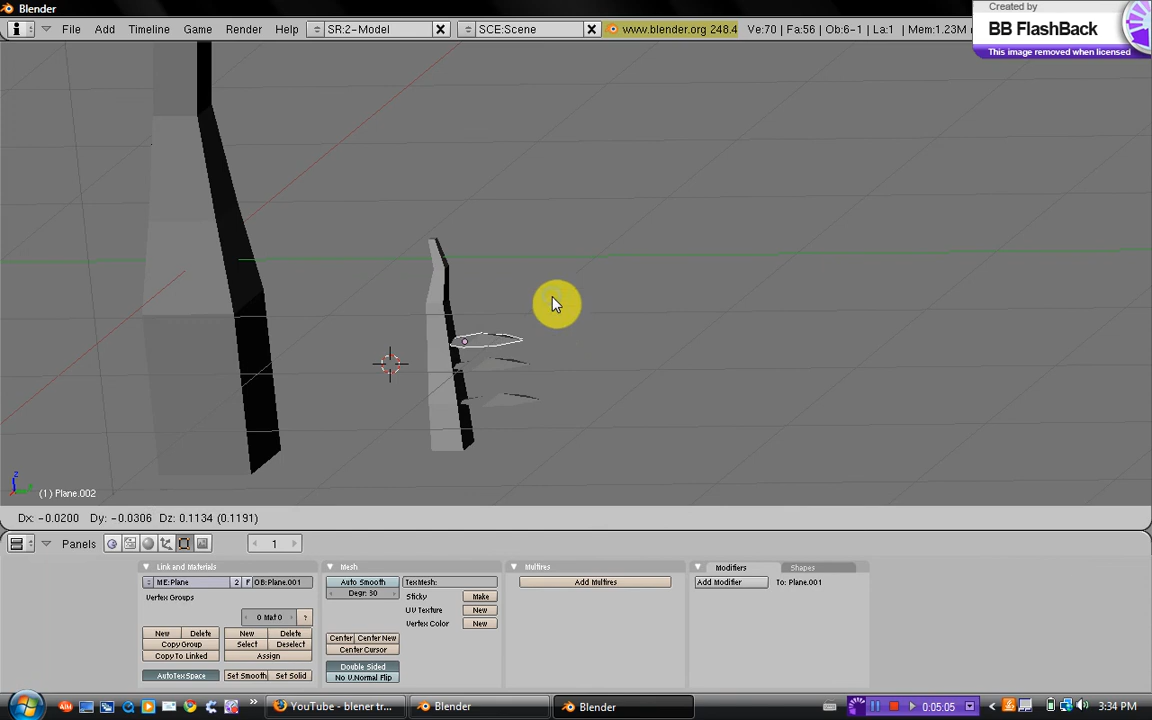 Blender
Created by
BB FlashBack
This image removed when licensed
File Add Timeline Game Render Help SR:2-Model SCE:Scene www.blender.org 248.4 Ve:70 | Fa:56 | Ob:6-1 | La:1 | Mem:1.23M
z
(1) Plane.002
Dx: -0.0200 Dy: -0.0306 Dz: 0.1134 (0.1191)
Panels 1
Link and Materials Mesh Multires Modifiers Shapes
ME:Plane 2 F OB:Plane.001 Auto Smooth TexMesh: Add Multires Add Modifier To: Plane.001
Degr: 30 Sticky Make
Vertex Groups
UV Texture New
0 Mat 0 ? Vertex Color New
New Delete New Delete Center Center New
Copy Group Select Deselect Center Cursor
Copy To Linked Assign
Double Sided
AutoTexSpace Set Smooth Set Solid No V.Normal Flip
YouTube - blener tr... Blender Blender 0:05:05 3:34 PM